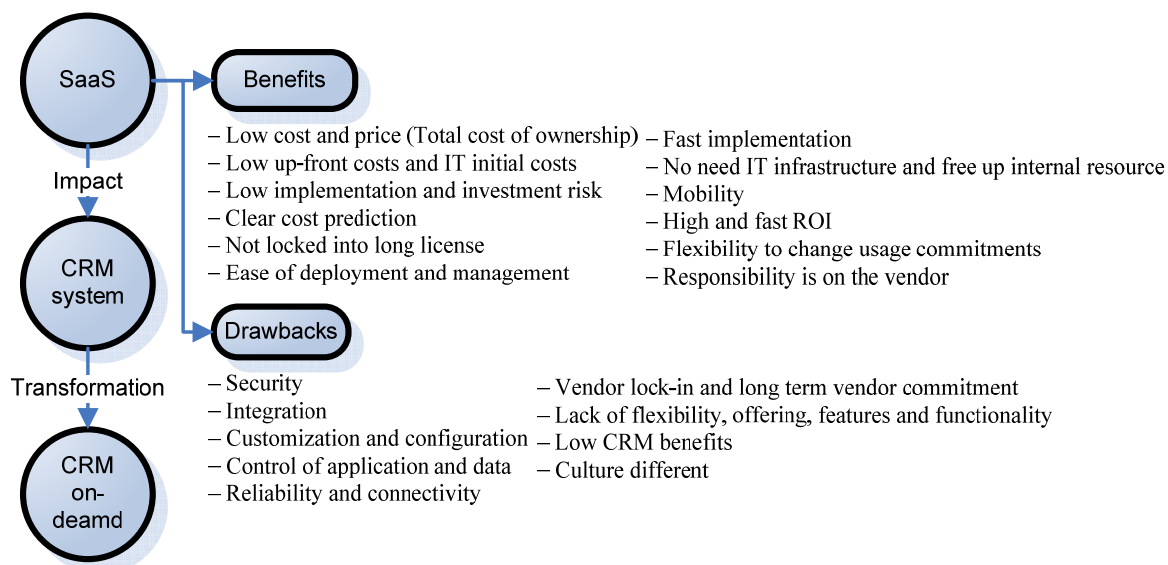 SaaS
Benefits
– Low cost and price (Total cost of ownership)
– Low up-front costs and IT initial costs
– Low implementation and investment risk
– Clear cost prediction
– Not locked into long license
– Ease of deployment and management
– Fast implementation
– No need IT infrastructure and free up internal resource
– Mobility
– High and fast ROI
– Flexibility to change usage commitments
– Responsibility is on the vendor
Impact
CRM
system
Drawbacks
– Security
– Integration
– Customization and configuration
– Control of application and data
– Reliability and connectivity
– Vendor lock-in and long term vendor commitment
– Lack of flexibility, offering, features and functionality
– Low CRM benefits
– Culture different
Transformation
CRM
on-
deamd